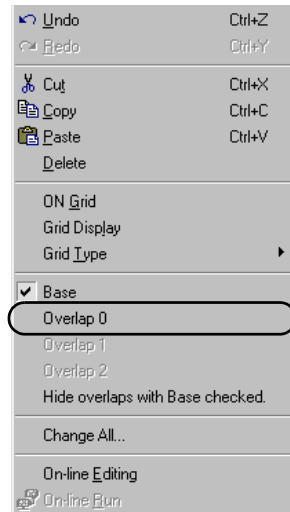 Undo Ctrl+Z
Redo Ctrl+Y
Cut Ctrl+X
Copy Ctrl+C
Paste Ctrl+V
Delete
ON Grid
Grid Display
Grid Type
Base
Overlap 0
Overlap 1
Overlap 2
Hide overlaps with Base checked.
Change All...
On-line Editing
On-line Run